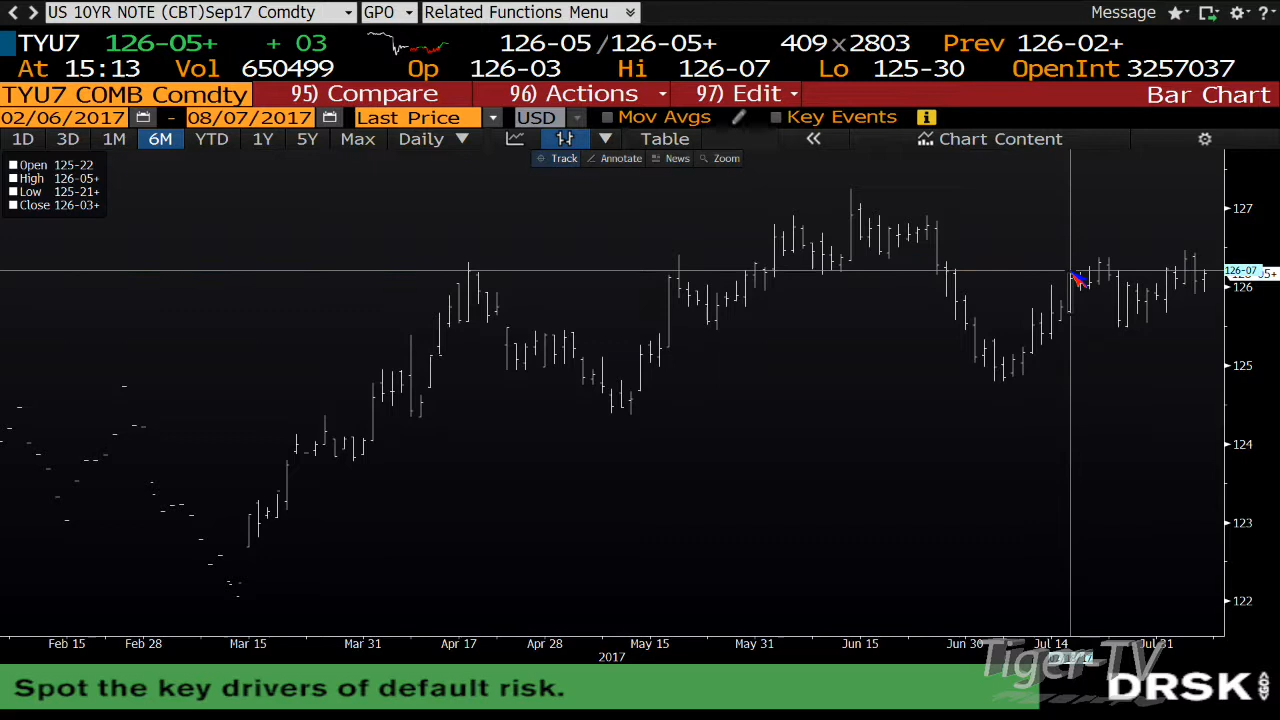 US 10YR NOTE (CBT)Sep17 Comdty GPO Related Functions Menu Message ?
TYU7 126-05+ + 03 126-05 /126-05+ 409 x 2803 Prev 126-02+
At 15:13 Vol 650499 Op 126-03 Hi 126-07 Lo 125-30 OpenInt 3257037
TYU7 COMB Comdty 95) Compare 96) Actions 97) Edit Bar Chart
02/06/2017 - 08/07/2017 Last Price USD Mov Avgs Key Events i
1D 3D 1M 6M YTD 1Y 5Y Max Daily Table Chart Content
Track Annotate News Zoom
Open 125-22
High 126-05+
Low 125-21+
Close 126-03+
127
126-07
126
125
124
123
122
Feb 15 Feb 28 Mar 15 Mar 31 Apr 17 Apr 28 May 15 May 31 Jun 15 Jun 30 Jul 14 Jul 31
2017
Tiger-TV
Spot the key drivers of default risk. DRSK <GO>